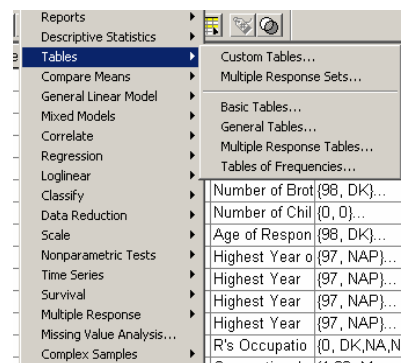 Reports
Descriptive Statistics
Tables
Compare Means
General Linear Model
Mixed Models
Correlate
Regression
Loglinear
Classify
Data Reduction
Scale
Nonparametric Tests
Time Series
Survival
Multiple Response
Missing Value Analysis...
Complex Samples
Custom Tables...
Multiple Response Sets...
Basic Tables...
General Tables...
Multiple Response Tables...
Tables of Frequencies...
Number of Brot {98, DK}...
Number of Chil {0, 0}...
Age of Respon {98, DK}...
Highest Year o {97, NAP}...
Highest Year {97, NAP}...
Highest Year {97, NAP}...
Highest Year {97, NAP}...
R's Occupatio {0, DK,NA,N